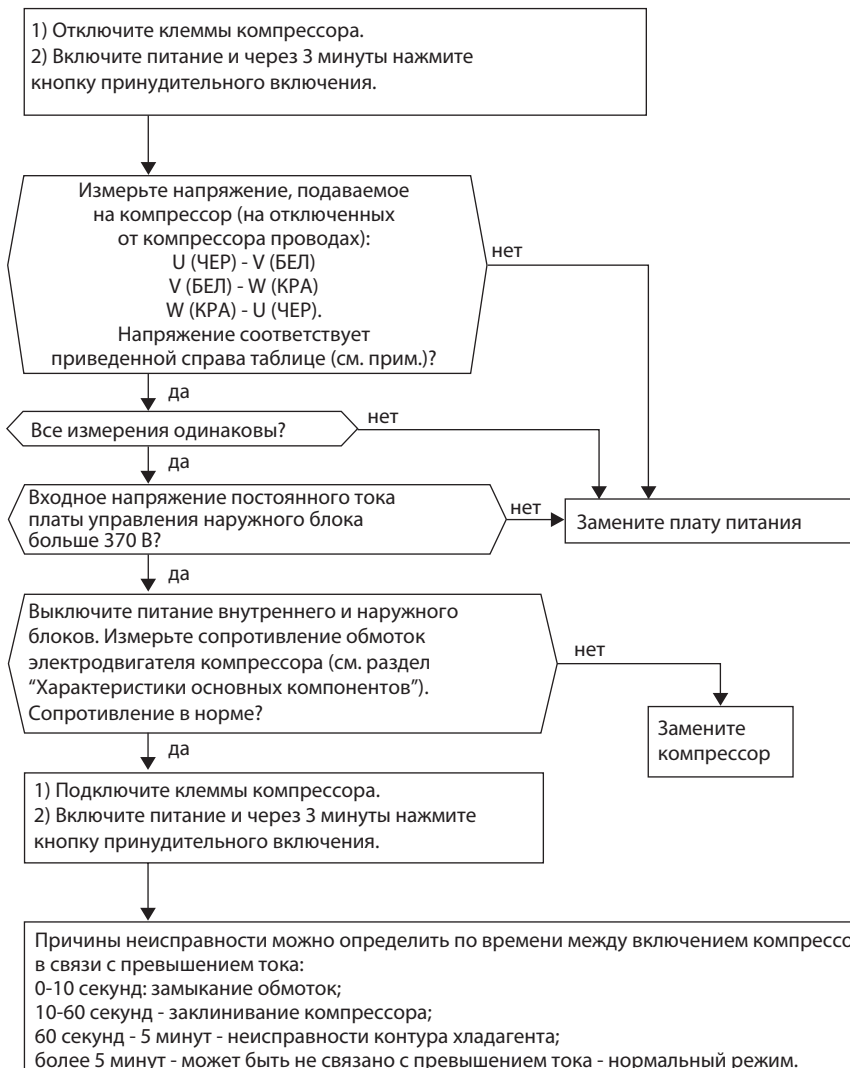 1) Отключите клеммы компрессора.
2) Включите питание и через 3 минуты нажмите
кнопку принудительного включения.
Измерьте напряжение, подаваемое
на компрессор (на отключенных
от компрессора проводах):
U (ЧЕР) - V (БЕЛ)
V (БЕЛ) - W (КРА)
W (КРА) - U (ЧЕР).
Напряжение соответствует
приведенной справа таблице (см. прим.)?
нет
да
Все измерения одинаковы?
нет
да
Входное напряжение постоянного тока
платы управления наружного блока
больше 370 В?
нет
Замените плату питания
да
Выключите питание внутреннего и наружного
блоков. Измерьте сопротивление обмоток
электродвигателя компрессора (см. раздел
“Характеристики основных компонентов”).
Сопротивление в норме?
нет
Замените
компрессор
да
1) Подключите клеммы компрессора.
2) Включите питание и через 3 минуты нажмите
кнопку принудительного включения.
Причины неисправности можно определить по времени между включением
в связи с превышением тока:
0-10 секунд: замыкание обмоток;
10-60 секунд - заклинивание компрессора;
60 секунд - 5 минут - неисправности контура хладагента;
более 5 минут - может быть не связано с превышением тока - нормальный режим.